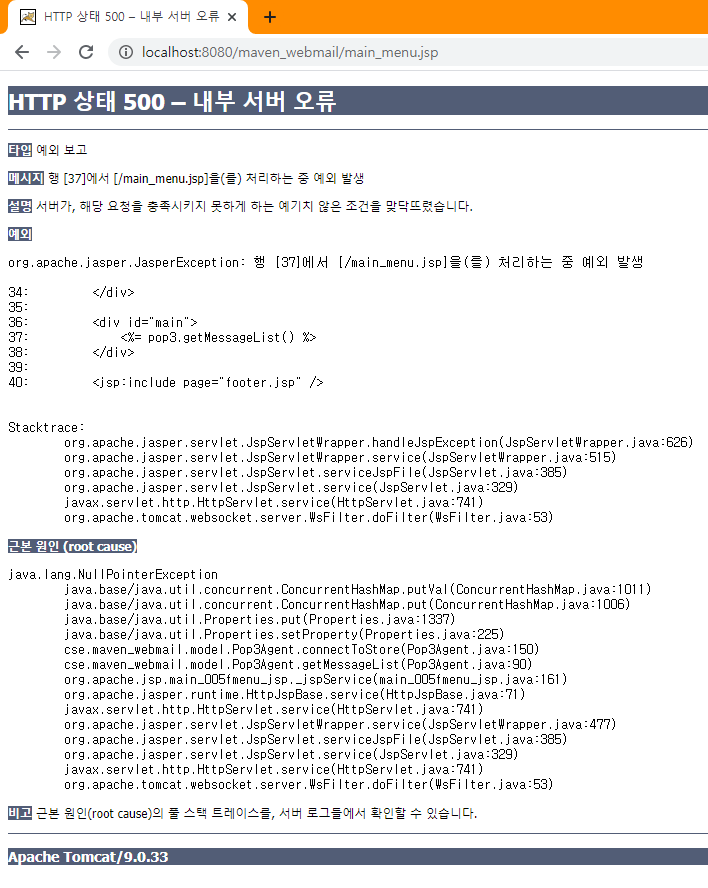 HTTP 상태 500 – 내부 서버 오류
localhost:8080/maven_webmail/main_menu.jsp
HTTP 상태 500 – 내부 서버 오류
타입 예외 보고
메시지 행 [37]에서 [/main_menu.jsp]을(를) 처리하는 중 예외 발생
설명 서버가, 해당 요청을 충족시키지 못하게 하는 예기치 않은 조건을 맞닥뜨렸습니다.
예외
org.apache.jasper.JasperException: 행 [37]에서 [/main_menu.jsp]을(를) 처리하는 중 예외 발생
34:         </div>
35:
36:         <div id="main">
37:             <%= pop3.getMessageList() %>
38:         </div>
39:
40:         <jsp:include page="footer.jsp" />
Stacktrace:
org.apache.jasper.servlet.JspServletWrapper.handleJspException(JspServletWrapper.java:626)
org.apache.jasper.servlet.JspServletWrapper.service(JspServletWrapper.java:515)
org.apache.jasper.servlet.JspServlet.serviceJspFile(JspServlet.java:385)
org.apache.jasper.servlet.JspServlet.service(JspServlet.java:329)
javax.servlet.http.HttpServlet.service(HttpServlet.java:741)
org.apache.tomcat.websocket.server.WsFilter.doFilter(WsFilter.java:53)
근본 원인 (root cause)
java.lang.NullPointerException
java.base/java.util.concurrent.ConcurrentHashMap.putVal(ConcurrentHashMap.java:1011)
java.base/java.util.concurrent.ConcurrentHashMap.put(ConcurrentHashMap.java:1006)
java.base/java.util.Properties.put(Properties.java:1337)
java.base/java.util.Properties.setProperty(Properties.java:225)
cse.maven_webmail.model.Pop3Agent.connectToStore(Pop3Agent.java:150)
cse.maven_webmail.model.Pop3Agent.getMessageList(Pop3Agent.java:90)
org.apache.jsp.main_005fmenu_jsp._jspService(main_005fmenu_jsp.java:161)
org.apache.jasper.runtime.HttpJspBase.service(HttpJspBase.java:71)
javax.servlet.http.HttpServlet.service(HttpServlet.java:741)
org.apache.jasper.servlet.JspServletWrapper.service(JspServletWrapper.java:477)
org.apache.jasper.servlet.JspServlet.serviceJspFile(JspServlet.java:385)
org.apache.jasper.servlet.JspServlet.service(JspServlet.java:329)
javax.servlet.http.HttpServlet.service(HttpServlet.java:741)
org.apache.tomcat.websocket.server.WsFilter.doFilter(WsFilter.java:53)
비고 근본 원인(root cause)의 풀 스택 트레이스를, 서버 로그들에서 확인할 수 있습니다.
Apache Tomcat/9.0.33